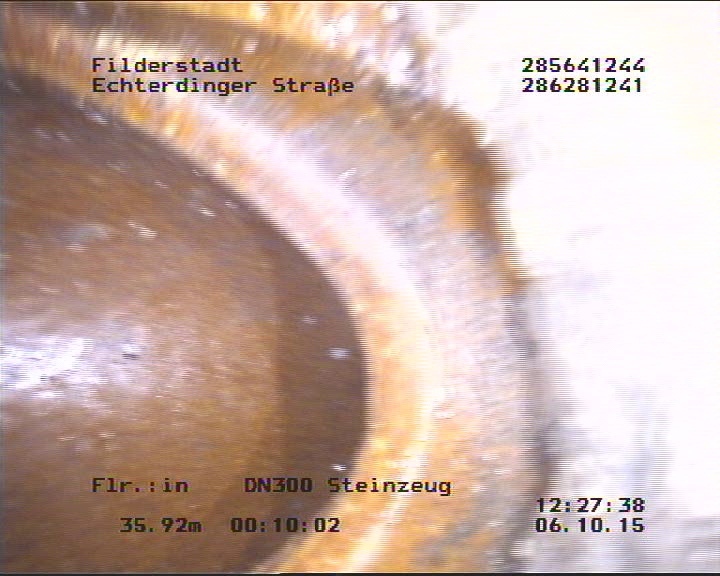 Filderstadt 285641244
Echterdinger Straße 286281241
Flr.:in DN300 Steinzeug
12:27:38
35.92m 00:10:02 06.10.15